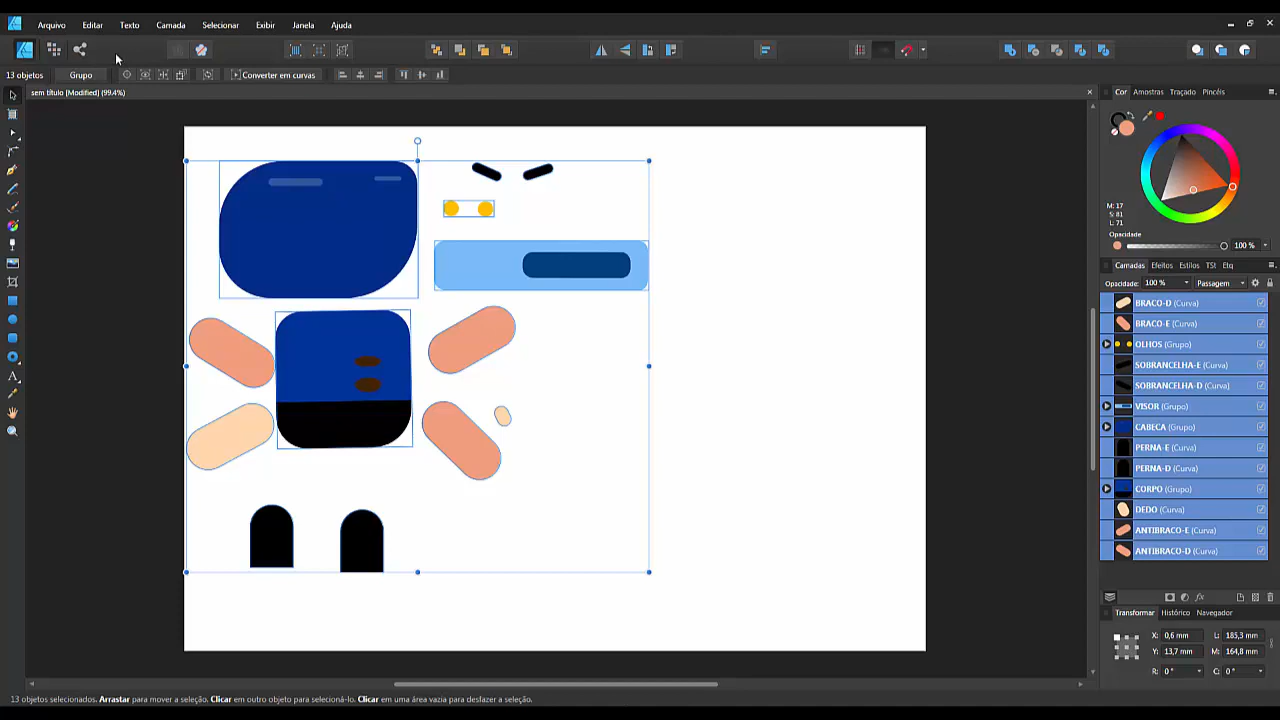 Arquivo Editar Texto Camada Selecionar Exibir Janela Ajuda
13 objetos Grupo Converter em curvas
sem título [Modified] (99.4%)
Cor Amostras Traçado Pincéis
M: 17
S: 81
L: 71
Opacidade
100 %
Camadas Efeitos Estilos TSt Etq
Opacidade: 100 % Passagem
BRACO-D (Curva)
BRACO-E (Curva)
OLHOS (Grupo)
SOBRANCELHA-E (Curva)
SOBRANCELHA-D (Curva)
VISOR (Grupo)
CABECA (Grupo)
PERNA-E (Curva)
PERNA-D (Curva)
CORPO (Grupo)
DEDO (Curva)
ANTIBRACO-E (Curva)
ANTIBRACO-D (Curva)
fx
Transformar Histórico Navegador
X: 0,6 mm L: 185,3 mm
Y: 13,7 mm M: 164,8 mm
R: 0 ° C: 0 °
13 objetos selecionados. Arrastar para mover a seleção. Clicar em outro objeto para selecioná-lo. Clicar em uma área vazia para desfazer a seleção.